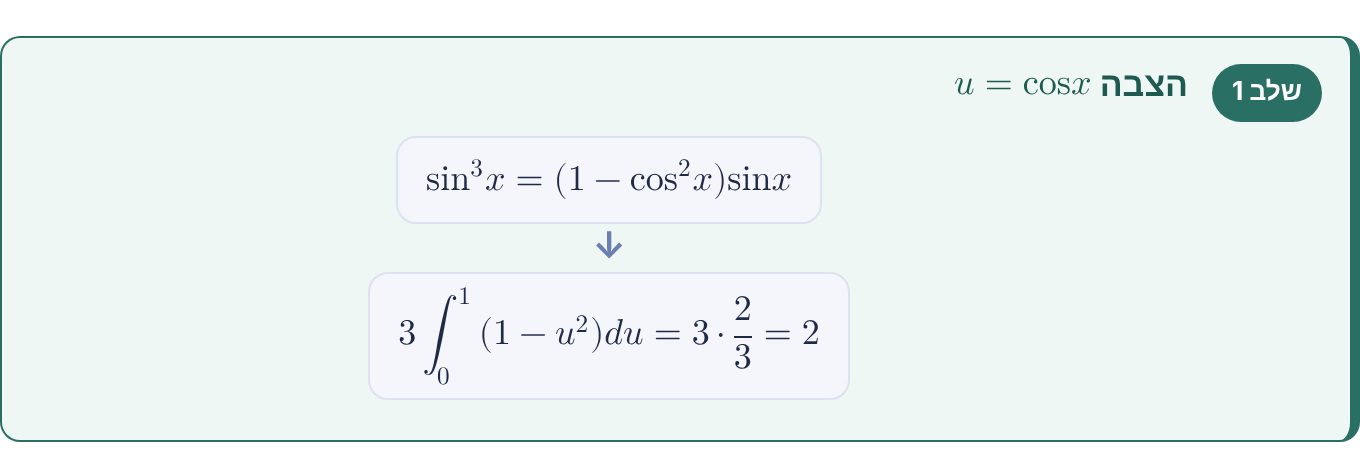 שלב 1
הצבה u = cosx
sin³x = (1 − cos²x)sinx
↓
3 ∫₀¹ (1 − u²)du = 3 · 2/3 = 2